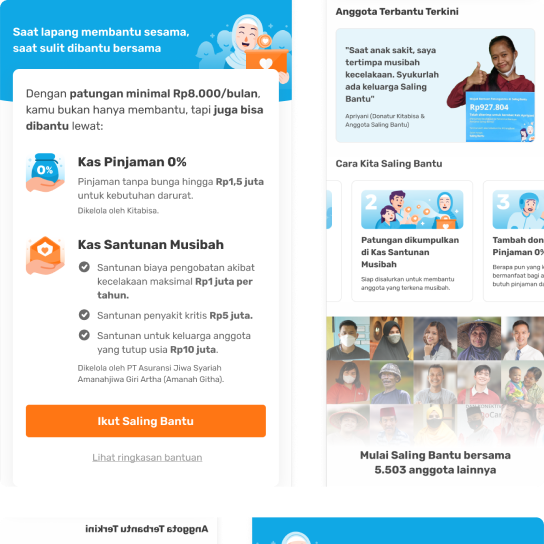 Saat lapang membantu sesama,
saat sulit dibantu bersama
Dengan patungan minimal Rp8.000/bulan,
kamu bukan hanya membantu, tapi juga bisa
dibantu lewat:
0%
Kas Pinjaman 0%
Pinjaman tanpa bunga hingga Rp1,5 juta
untuk kebutuhan darurat.
Dikelola oleh Kitabisa.
Kas Santunan Musibah
Santunan biaya pengobatan akibat
kecelakaan maksimal Rp1 juta per
tahun.
Santunan penyakit kritis Rp5 juta.
Santunan untuk keluarga anggota
yang tutup usia Rp10 juta.
Dikelola oleh PT Asuransi Jiwa Syariah
Amanahjiwa Giri Artha (Amanah Githa).
Ikut Saling Bantu
Lihat ringkasan bantuan
Anggota Terbantu Terkini
"Saat anak sakit, saya
tertimpa musibah
kecelakaan. Syukurlah
ada keluarga Saling
Bantu"
Apriyani (Donatur Kitabisa &
Anggota Saling Bantu)
Rp927.804
Cara Kita Saling Bantu
2
Patungan dikumpulkan
di Kas Santunan
Musibah
Siap disalurkan untuk membantu
anggota yang terkena musibah.
3
Tambah don
Pinjaman 0%
Berapa pun yang k
bermanfaat bagi a
butuh pinjaman da
Mulai Saling Bantu bersama
5.503 anggota lainnya
Anggota Terbantu Terkini